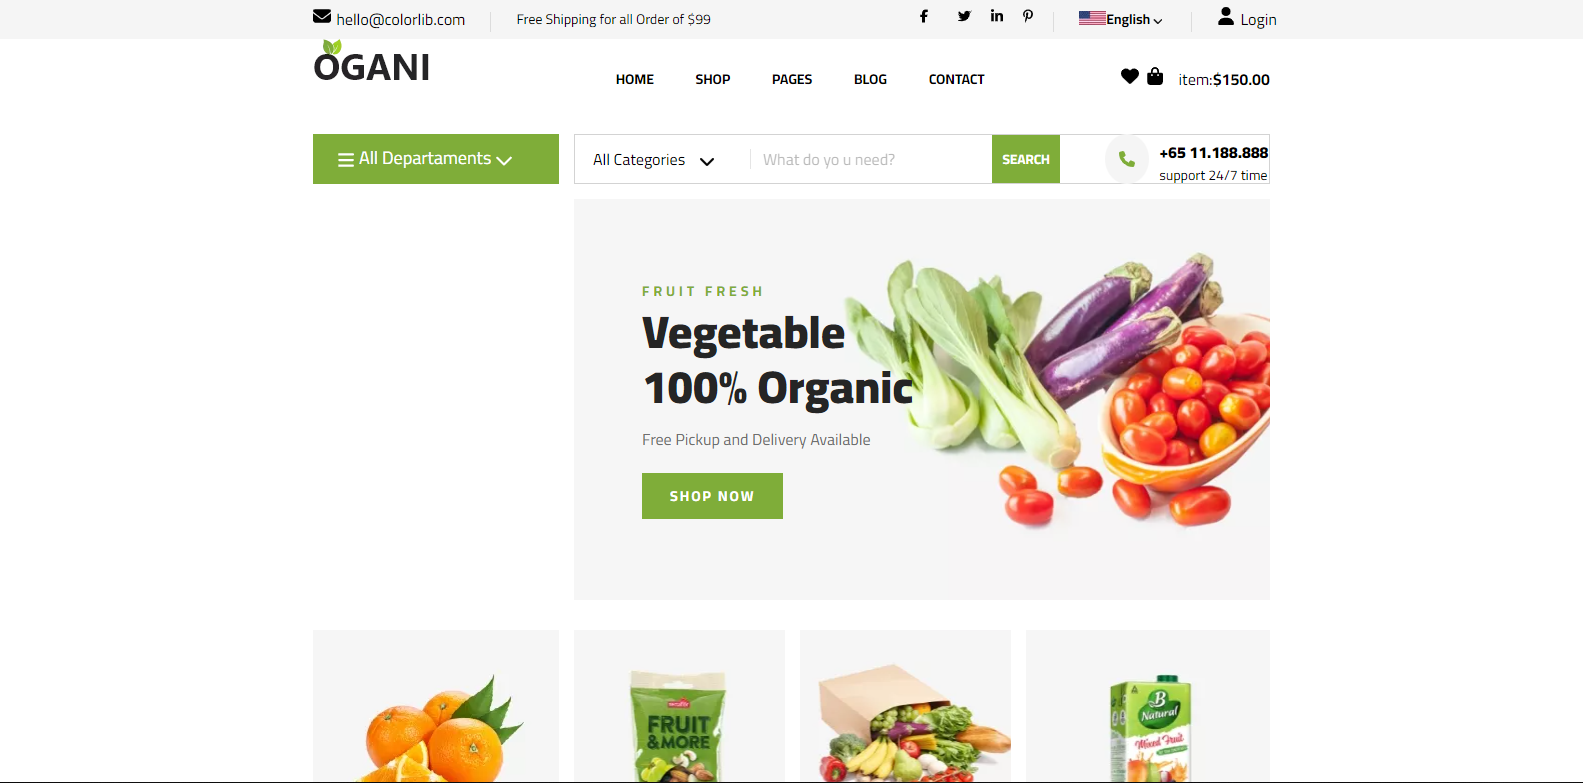 hello@colorlib.com
Free Shipping for all Order of $99
English
Login
OGANI
HOME
SHOP
PAGES
BLOG
CONTACT
item:$150.00
All Departaments
All Categories
What do yo u need?
SEARCH
+65 11.188.888
support 24/7 time
FRUIT FRESH
Vegetable
100% Organic
Free Pickup and Delivery Available
SHOP NOW
FRUIT
&MORE
B
Natural
Mixed Fruit